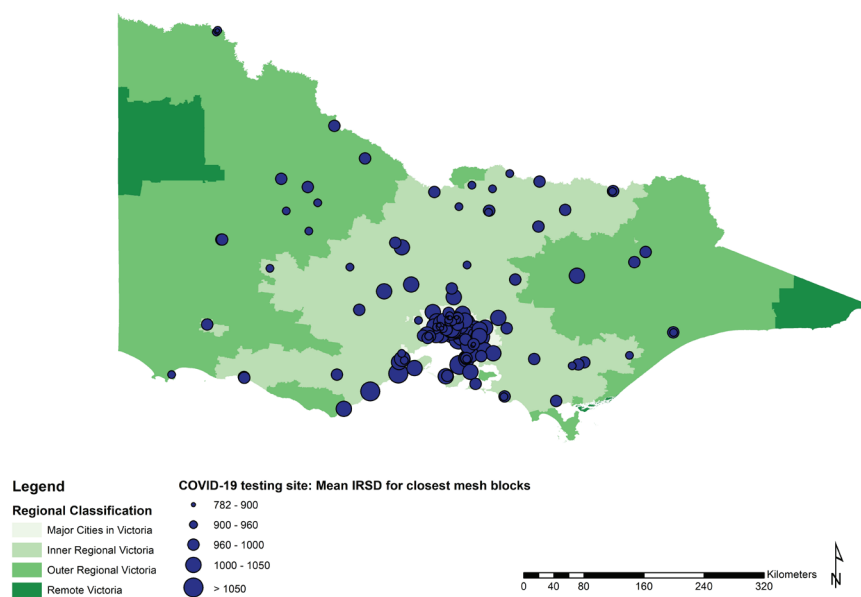 Legend
Regional Classification
Major Cities in Victoria
Inner Regional Victoria
Outer Regional Victoria
Remote Victoria
COVID-19 testing site: Mean IRSD for closest mesh blocks
782 - 900
900 - 960
960 - 1000
1000 - 1050
> 1050
Kilometers
0 20 40 80 160 240 320
N